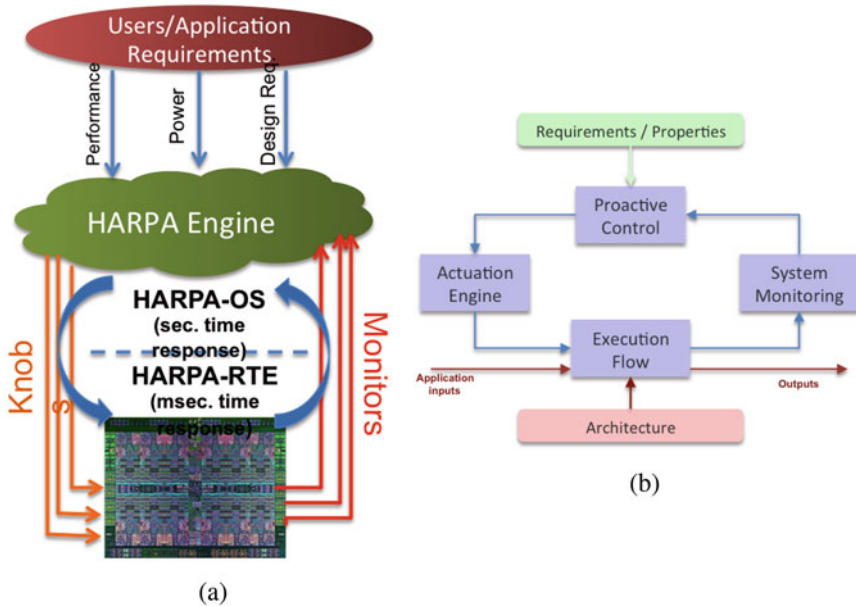 Users/Application
Requirements
Performance
Power
Design Req.
HARPA Engine
HARPA-OS
(sec. time
response)
HARPA-RTE
(msec. time
response)
Knob
s
Monitors
(a)
Requirements / Properties
Proactive
Control
Actuation
Engine
System
Monitoring
Execution
Flow
Application
inputs
Outputs
Architecture
(b)